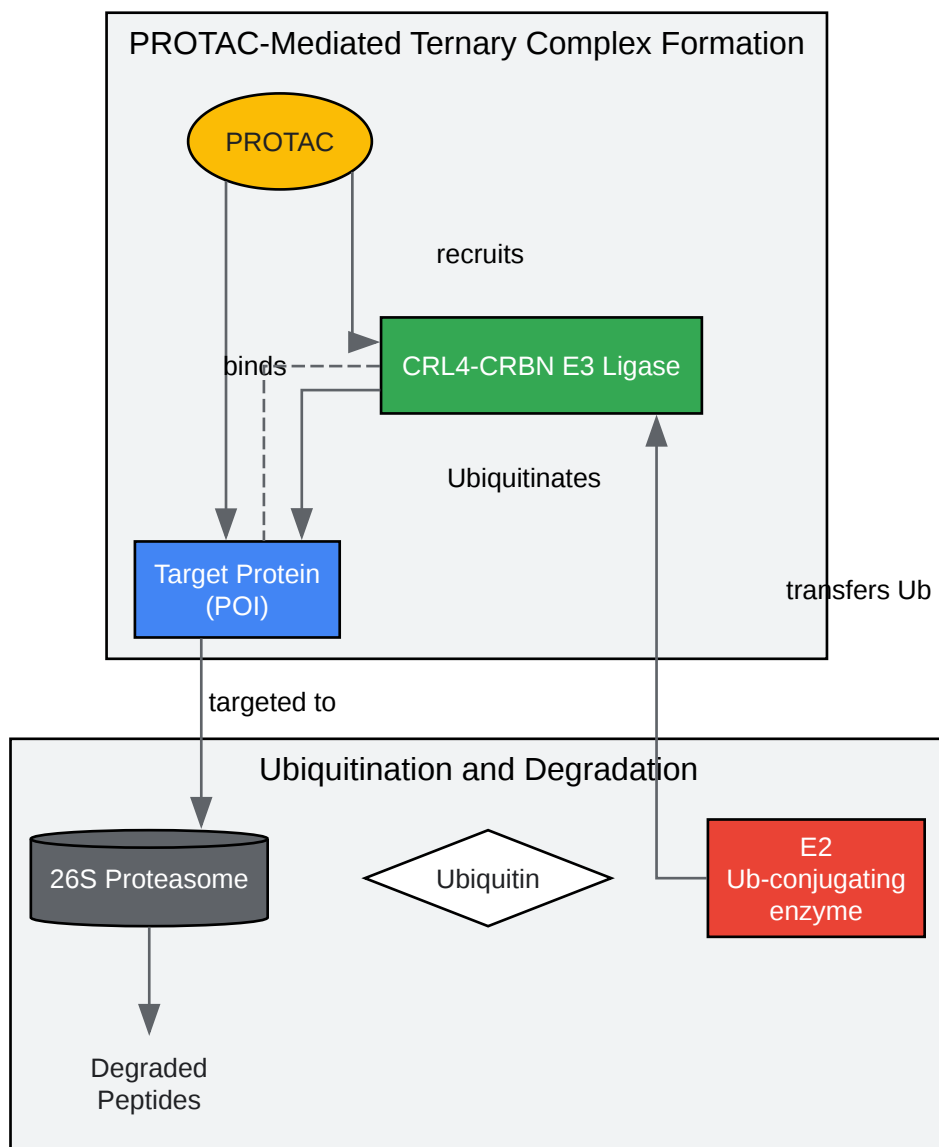 PROTAC-Mediated Ternary Complex Formation
PROTAC
recruits
binds
CRL4-CRBN E3 Ligase
Ubiquitinates
Target Protein
(POI)
transfers Ub
targeted to
Ubiquitination and Degradation
26S Proteasome
Ubiquitin
E2
Ub-conjugating
enzyme
Degraded
Peptides